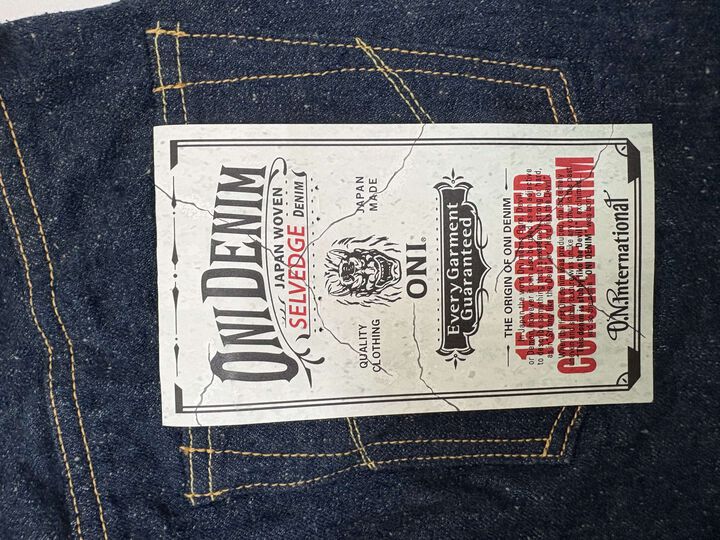 ONI DENIM
JAPAN WOVEN
SELVEDGE DENIM
QUALITY
CLOTHING
JAPAN
MADE
ONI®
Every Garment
Guaranteed
THE ORIGIN OF ONI DENIM
15OZ CRUSHED
CONCRETE DENIM
ONI.international